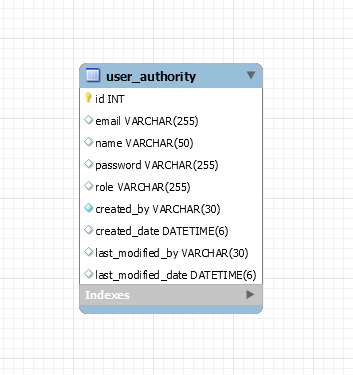 user_authority
id INT
email VARCHAR(255)
name VARCHAR(50)
password VARCHAR(255)
role VARCHAR(255)
created_by VARCHAR(30)
created_date DATETIME(6)
last_modified_by VARCHAR(30)
last_modified_date DATETIME(6)
Indexes